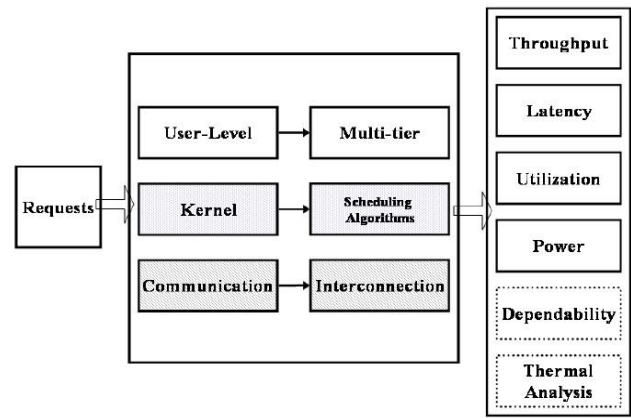 Requests
User-Level
Multi-tier
Kernel
Scheduling
Algorithms
Communication
Interconnection
Throughput
Latency
Utilization
Power
Dependability
Thermal
Analysis